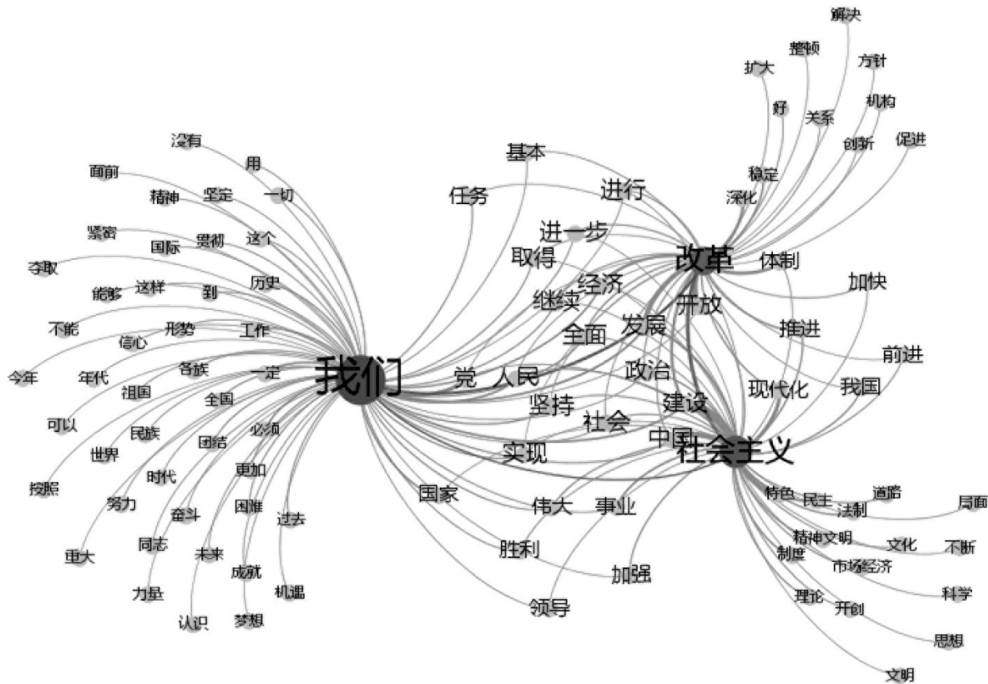 解决
整顿
方针
扩大
机构
好
关系
促进
创新
没有
基本
用
面前
稳定
进行
坚定
一切
任务
精神
深化
紧密
进一步
贯彻
这个
国际
取得
改革
体制
夺取
历史
经济
加快
这样
到
能够
继续
开放
不能
形势
工作
全面
发展
推进
信心
前进
各族
一定
政治
今年
年代
我们
党
人民
我国
祖国
全国
现代化
坚持
建设
可以
社会
必须
民族
团结
中国
世界
实现
社会主义
更加
时代
按照
国家
特色
民主
道路
努力
困难
伟大
事业
法制
局面
奋斗
过去
同志
精神文明
文化
不断
重大
未来
胜利
制度
成就
加强
市场经济
力量
机遇
理论
科学
认识
梦想
领导
开创
思想
文明